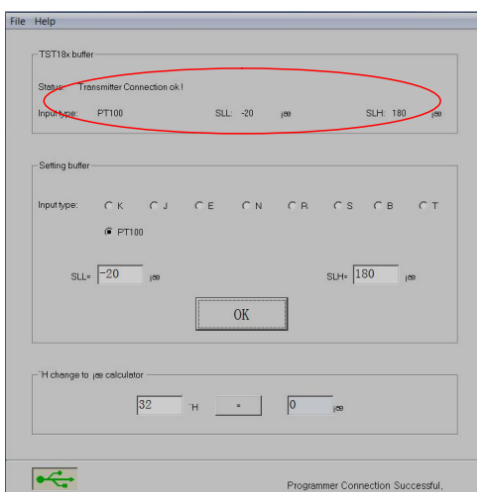 File Help
TST18x buffer
Status: Transmitter Connection ok !
Input type: PT100 SLL: -20 ¡æ SLH: 180 ¡æ
Setting buffer
Input type: K J E N R S B T
PT100
SLL= -20 ¡æ SLH= 180 ¡æ
OK
¨H change to ¡æ calculator
32 ¨H = 0 ¡æ
Programmer Connection Successful,